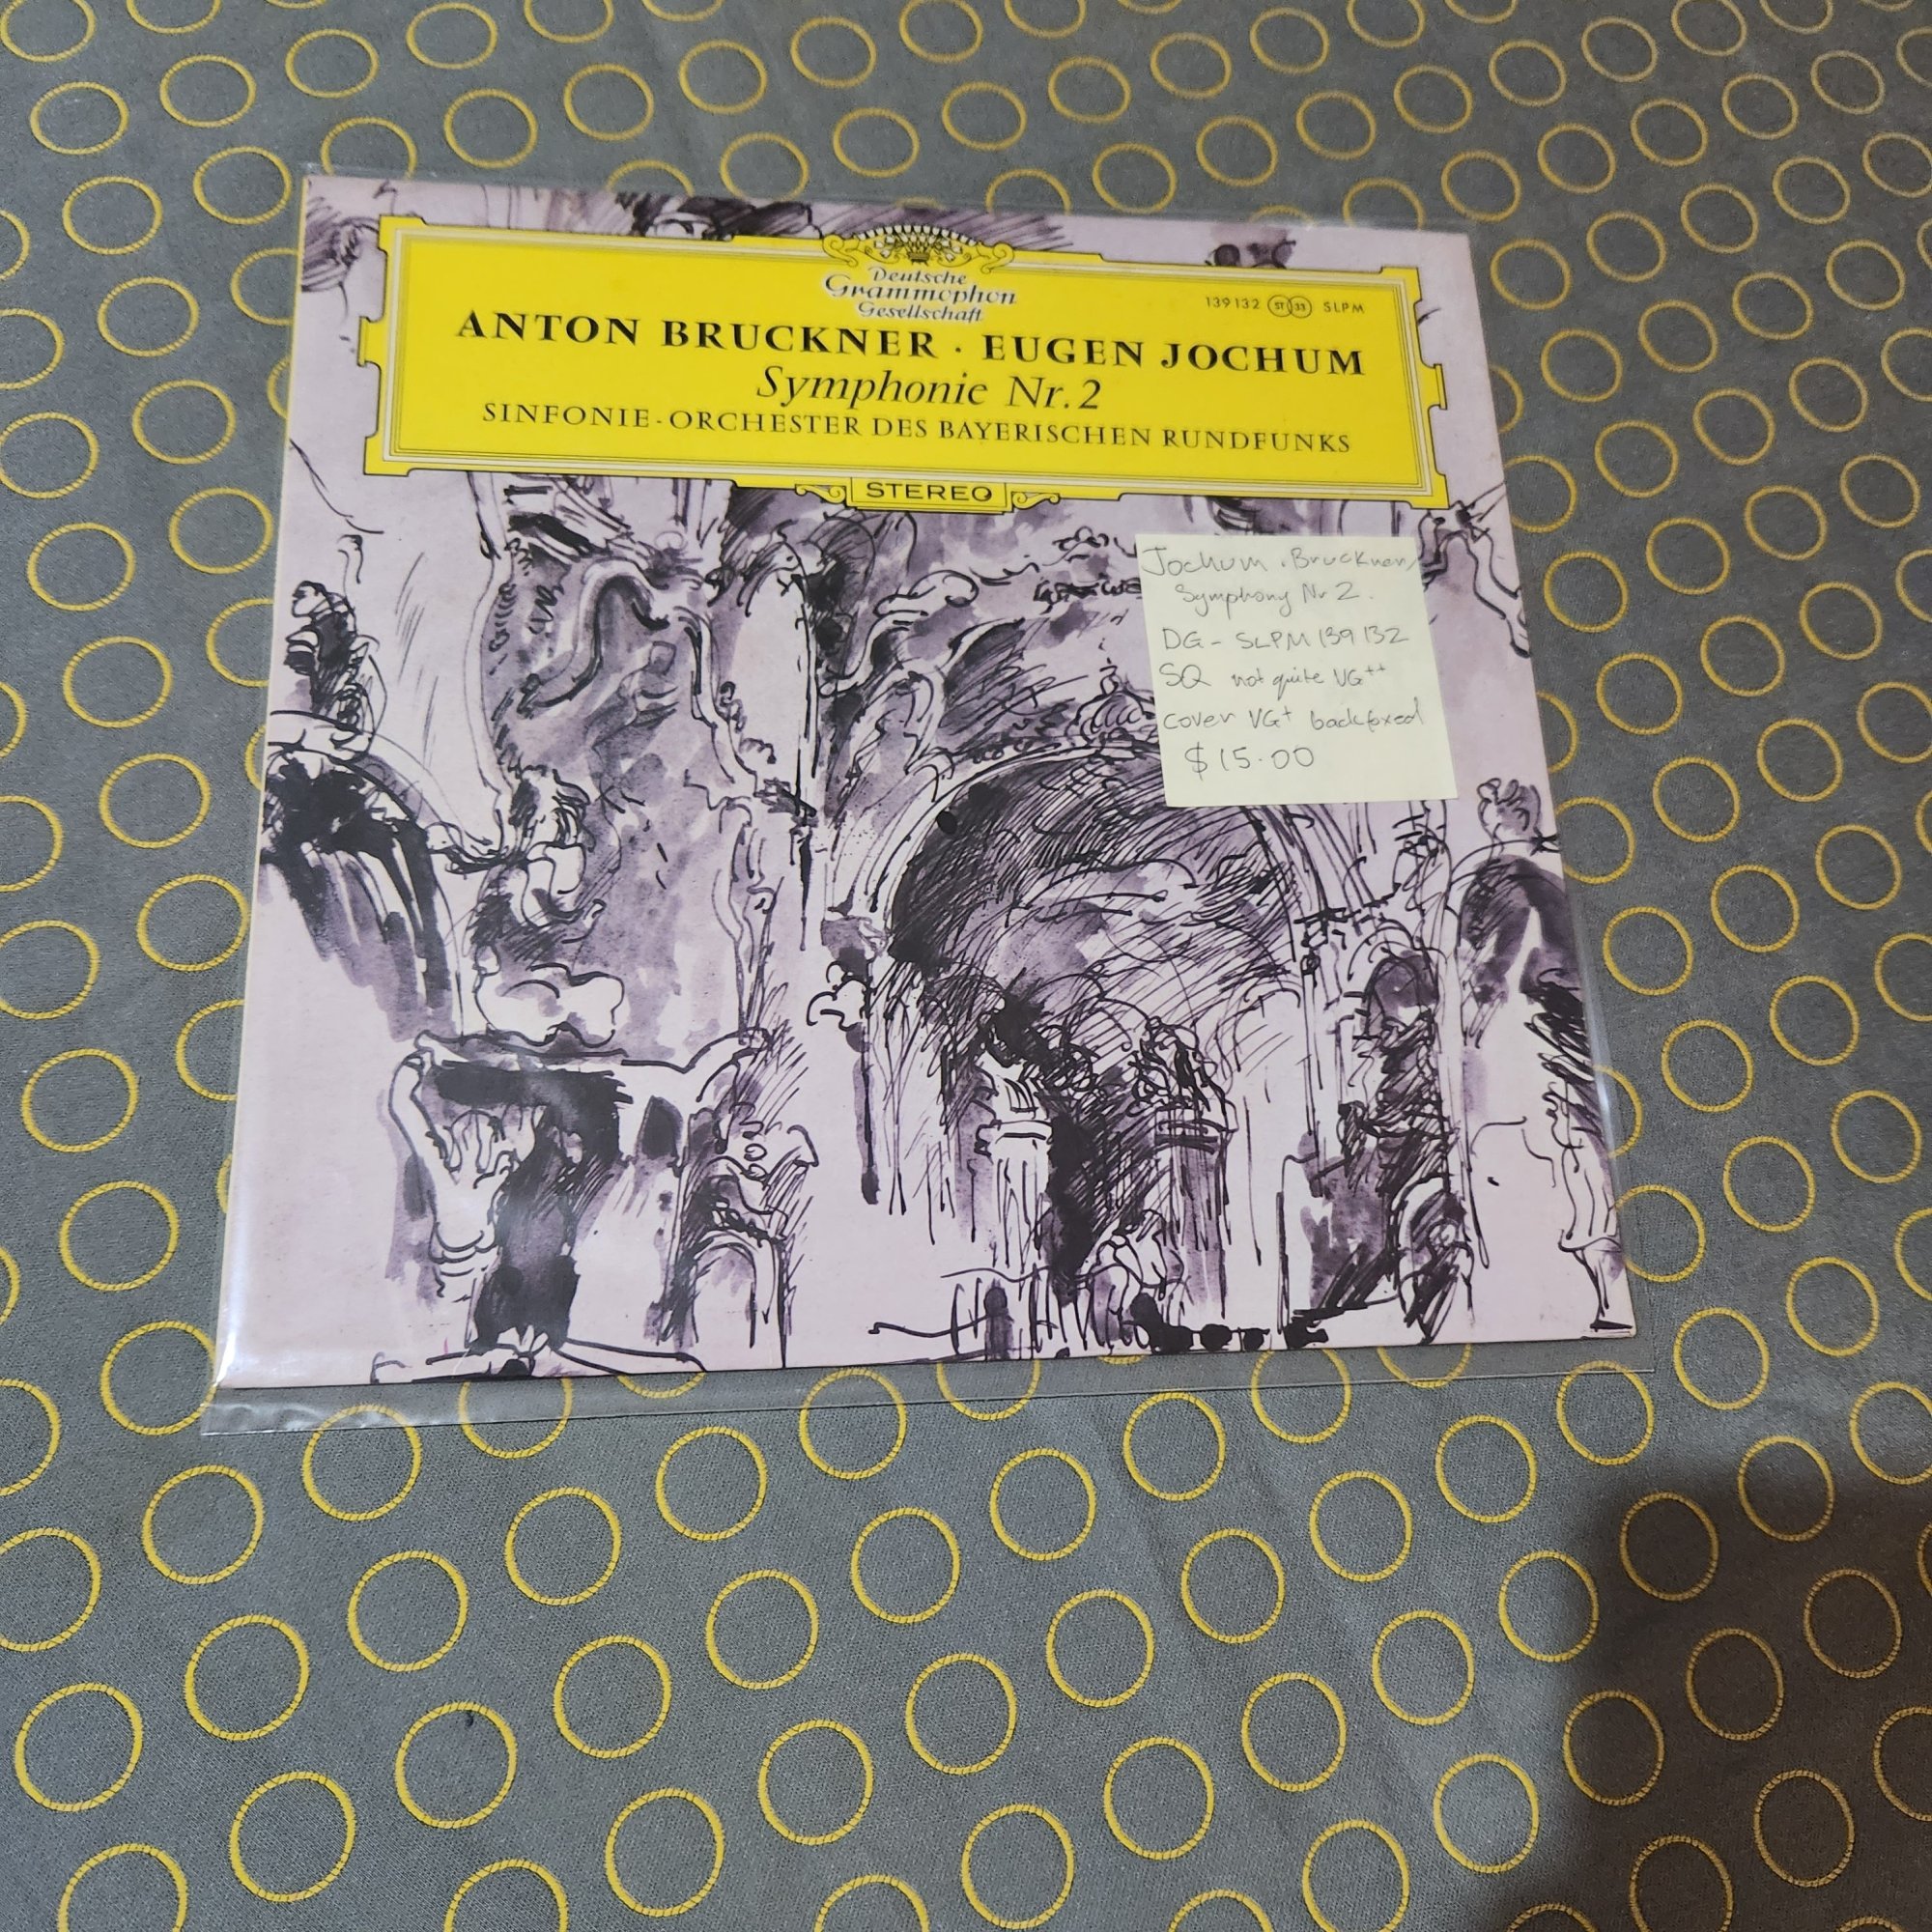 Deutsche
Grammophon
Gesellschaft
139 132 ST 33 SLPM
ANTON BRUCKNER · EUGEN JOCHUM
Symphonie Nr. 2
SINFONIE-ORCHESTER DES BAYERISCHEN RUNDFUNKS
STEREO
Jochum . Bruckner,
Symphony Nr 2.
DG - SLPM 139 132
SQ not quite VG++
cover VG+ back foxed
$15.00